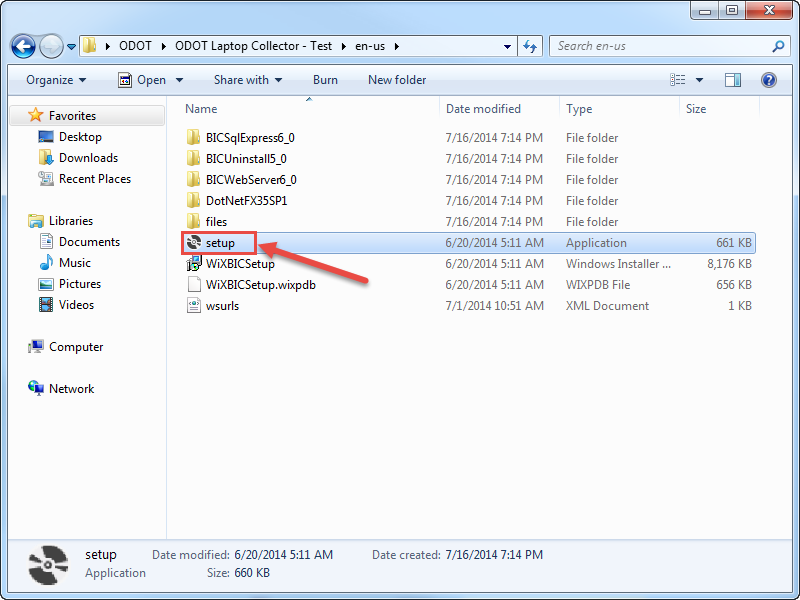 ODOT ODOT Laptop Collector - Test en-us Search en-us
Organize Open Share with Burn New folder
Name Date modified Type Size
Favorites
Desktop
Downloads
Recent Places
Libraries
Documents
Music
Pictures
Videos
Computer
Network
BICSqlExpress6_0 7/16/2014 7:14 PM File folder
BICUninstall5_0 7/16/2014 7:14 PM File folder
BICWebServer6_0 7/16/2014 7:14 PM File folder
DotNetFX35SP1 7/16/2014 7:14 PM File folder
files 7/16/2014 7:14 PM File folder
setup 6/20/2014 5:11 AM Application 661 KB
WiXBICSetup 6/20/2014 5:11 AM Windows Installer ... 8,176 KB
WiXBICSetup.wixpdb 6/20/2014 5:11 AM WIXPDB File 656 KB
wsurls 7/1/2014 10:51 AM XML Document 1 KB
setup Date modified: 6/20/2014 5:11 AM Date created: 7/16/2014 7:14 PM
Application Size: 660 KB